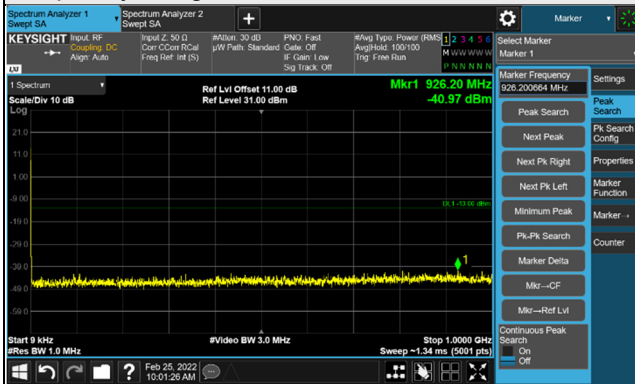 Spectrum Analyzer 1
Swept SA
Spectrum Analyzer 2
Swept SA
+
Marker
KEYSIGHT
Input: RF
Coupling: DC
Align: Auto
Input Z: 50 Ω
Corr CCorr RCal
Freq Ref: Int (S)
#Atten: 30 dB
µW Path: Standard
PNO: Fast
Gate: Off
IF Gain: Low
Sig Track: Off
#Avg Type: Power (RMS
Avg|Hold: 100/100
Trig: Free Run
1 2 3 4 5 6
M W W W W W
P N N N N N
Select Marker
Marker 1
LU
1 Spectrum
Scale/Div 10 dB
Log
Ref Lvl Offset 11.00 dB
Ref Level 31.00 dBm
Mkr1 926.20 MHz
-40.97 dBm
21.0
11.0
1.00
-9.00
-19.0
-29.0
-39.0
-49.0
-59.0
DL1 -13.00 dBm
1
Start 9 kHz
#Res BW 1.0 MHz
#Video BW 3.0 MHz
Stop 1.0000 GHz
Sweep ~1.34 ms (5001 pts)
Marker Frequency
926.200664 MHz
Peak Search
Next Peak
Next Pk Right
Next Pk Left
Minimum Peak
Pk-Pk Search
Marker Delta
Mkr→CF
Mkr→Ref Lvl
Continuous Peak
Search
On
Off
Settings
Peak
Search
Pk Search
Config
Properties
Marker
Function
Marker→
Counter
?
Feb 25, 2022
10:01:26 AM